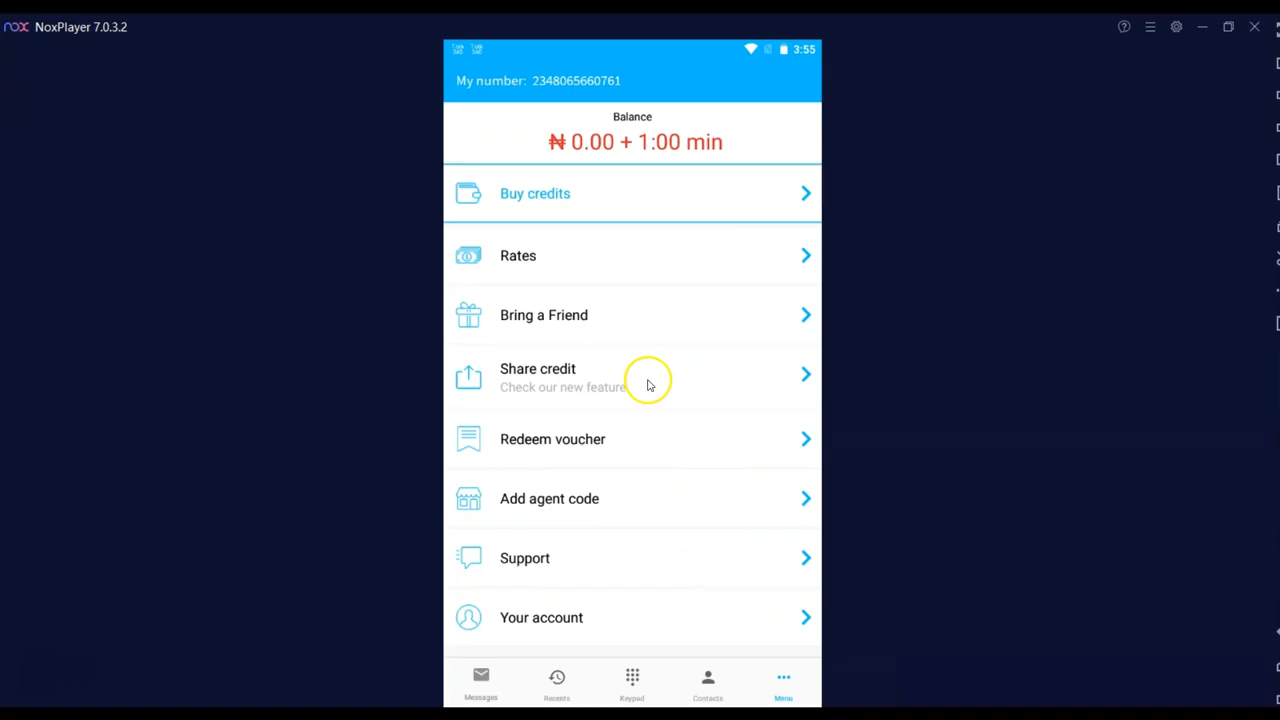 nox NoxPlayer 7.0.3.2
3:55
My number: 2348065660761
Balance
₦ 0.00 + 1:00 min
Buy credits
Rates
Bring a Friend
Share credit
Check our new feature
Redeem voucher
Add agent code
Support
Your account
Messages
Recents
Keypad
Contacts
Menu